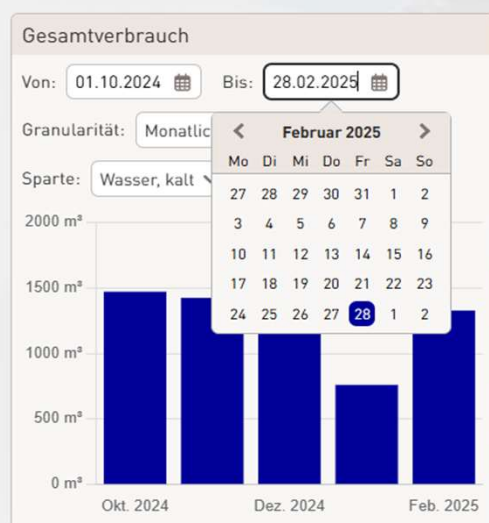 Gesamtverbrauch
Von: 01.10.2024 Bis: 28.02.2025
Granularität: Monatlic
Sparte: Wasser, kalt
Februar 2025
Mo Di Mi Do Fr Sa So
27 28 29 30 31 1 2
3 4 5 6 7 8 9
10 11 12 13 14 15 16
17 18 19 20 21 22 23
24 25 26 27 28 1 2
2000 m³
1500 m³
1000 m³
500 m³
0 m³
Okt. 2024 Dez. 2024 Feb. 2025